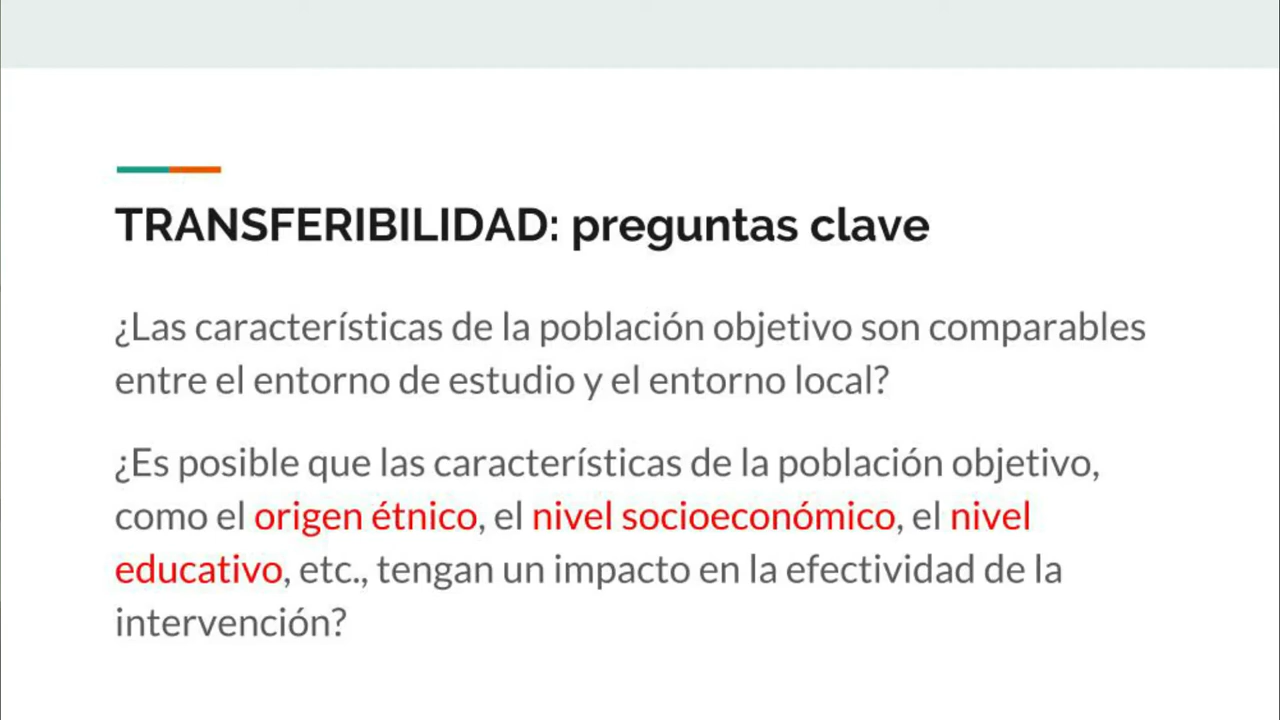 TRANSFERIBILIDAD: preguntas clave
¿Las características de la población objetivo son comparables
entre el entorno de estudio y el entorno local?
¿Es posible que las características de la población objetivo,
como el origen étnico, el nivel socioeconómico, el nivel
educativo, etc., tengan un impacto en la efectividad de la
intervención?